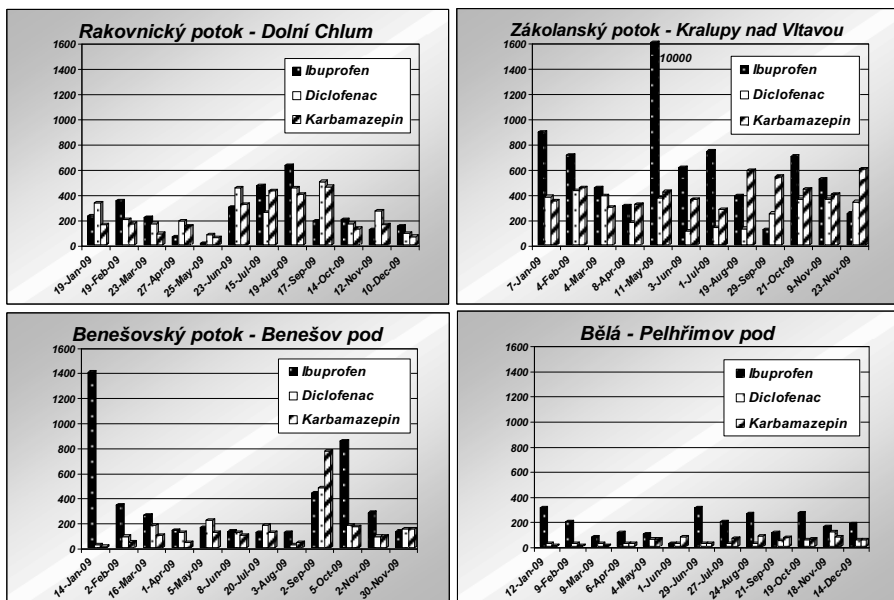 Rakovnický potok - Dolní Chlum
1600
1400
1200
1000
800
600
400
200
0
Ibuprofen
Diclofenac
Karbamazepin
19-Jan-09
19-Feb-09
23-Mar-09
27-Apr-09
25-May-09
23-Jun-09
15-Jul-09
19-Aug-09
17-Sep-09
14-Oct-09
12-Nov-09
10-Dec-09
Zákolanský potok - Kralupy nad Vltavou
1600
1400
1200
1000
800
600
400
200
0
10000
Ibuprofen
Diclofenac
Karbamazepin
7-Jan-09
4-Feb-09
4-Mar-09
8-Apr-09
11-May-09
3-Jun-09
1-Jul-09
19-Aug-09
29-Sep-09
21-Oct-09
9-Nov-09
23-Nov-09
Benešovský potok - Benešov pod
1600
1400
1200
1000
800
600
400
200
0
Ibuprofen
Diclofenac
Karbamazepin
14-Jan-09
2-Feb-09
16-Mar-09
1-Apr-09
5-May-09
8-Jun-09
20-Jul-09
3-Aug-09
2-Sep-09
5-Oct-09
2-Nov-09
30-Nov-09
Bělá - Pelhřimov pod
1600
1400
1200
1000
800
600
400
200
0
Ibuprofen
Diclofenac
Karbamazepin
12-Jan-09
9-Feb-09
9-Mar-09
6-Apr-09
4-May-09
1-Jun-09
29-Jun-09
27-Jul-09
24-Aug-09
21-Sep-09
19-Oct-09
18-Nov-09
14-Dec-09